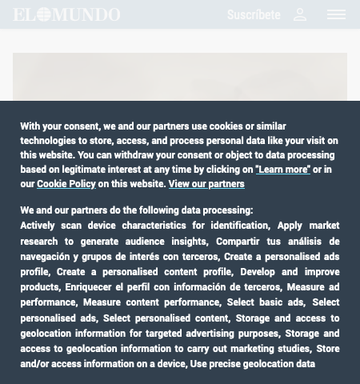 EL MUNDO
Suscríbete
With your consent, we and our partners use cookies or similar
technologies to store, access, and process personal data like your visit on
this website. You can withdraw your consent or object to data processing
based on legitimate interest at any time by clicking on "Learn more" or in
our Cookie Policy on this website. View our partners
We and our partners do the following data processing:
Actively scan device characteristics for identification, Apply market
research to generate audience insights, Compartir tus análisis de
navegación y grupos de interés con terceros, Create a personalised ads
profile, Create a personalised content profile, Develop and improve
products, Enriquecer el perfil con información de terceros, Measure ad
performance, Measure content performance, Select basic ads, Select
personalised ads, Select personalised content, Storage and access to
geolocation information for targeted advertising purposes, Storage and
access to geolocation information to carry out marketing studies, Store
and/or access information on a device, Use precise geolocation data